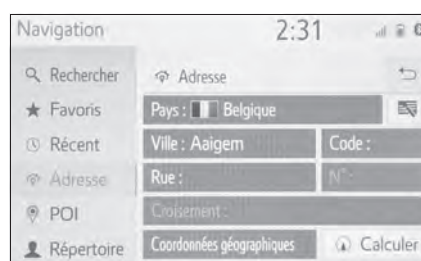 Navigation 2:31
Rechercher
Adresse
Favoris
Pays : Belgique
Récent
Ville : Aaigem Code :
Adresse
Rue : N° :
POI
Croisement :
Répertoire
Coordonnées géographiques Calculer